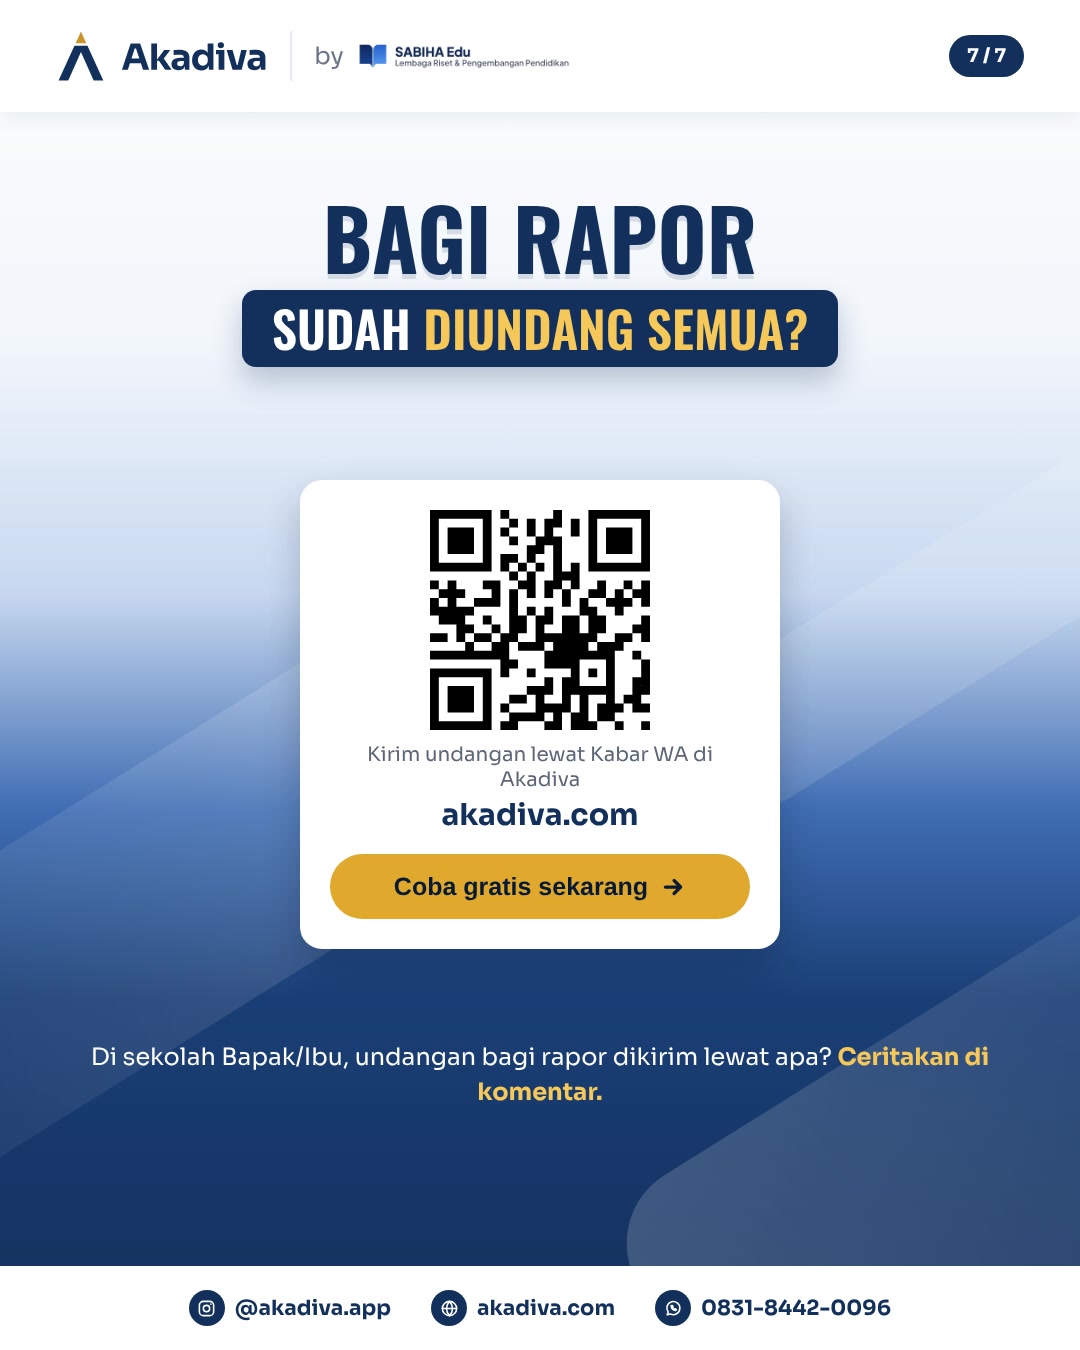 Akadiva
by
SABIHA Edu
Lembaga Riset & Pengembangan Pendidikan
7 / 7
BAGI RAPOR
SUDAH DIUNDANG SEMUA?
Kirim undangan lewat Kabar WA di
Akadiva
akadiva.com
Coba gratis sekarang →
Di sekolah Bapak/Ibu, undangan bagi rapor dikirim lewat apa? Ceritakan di
komentar.
@akadiva.app
akadiva.com
0831-8442-0096